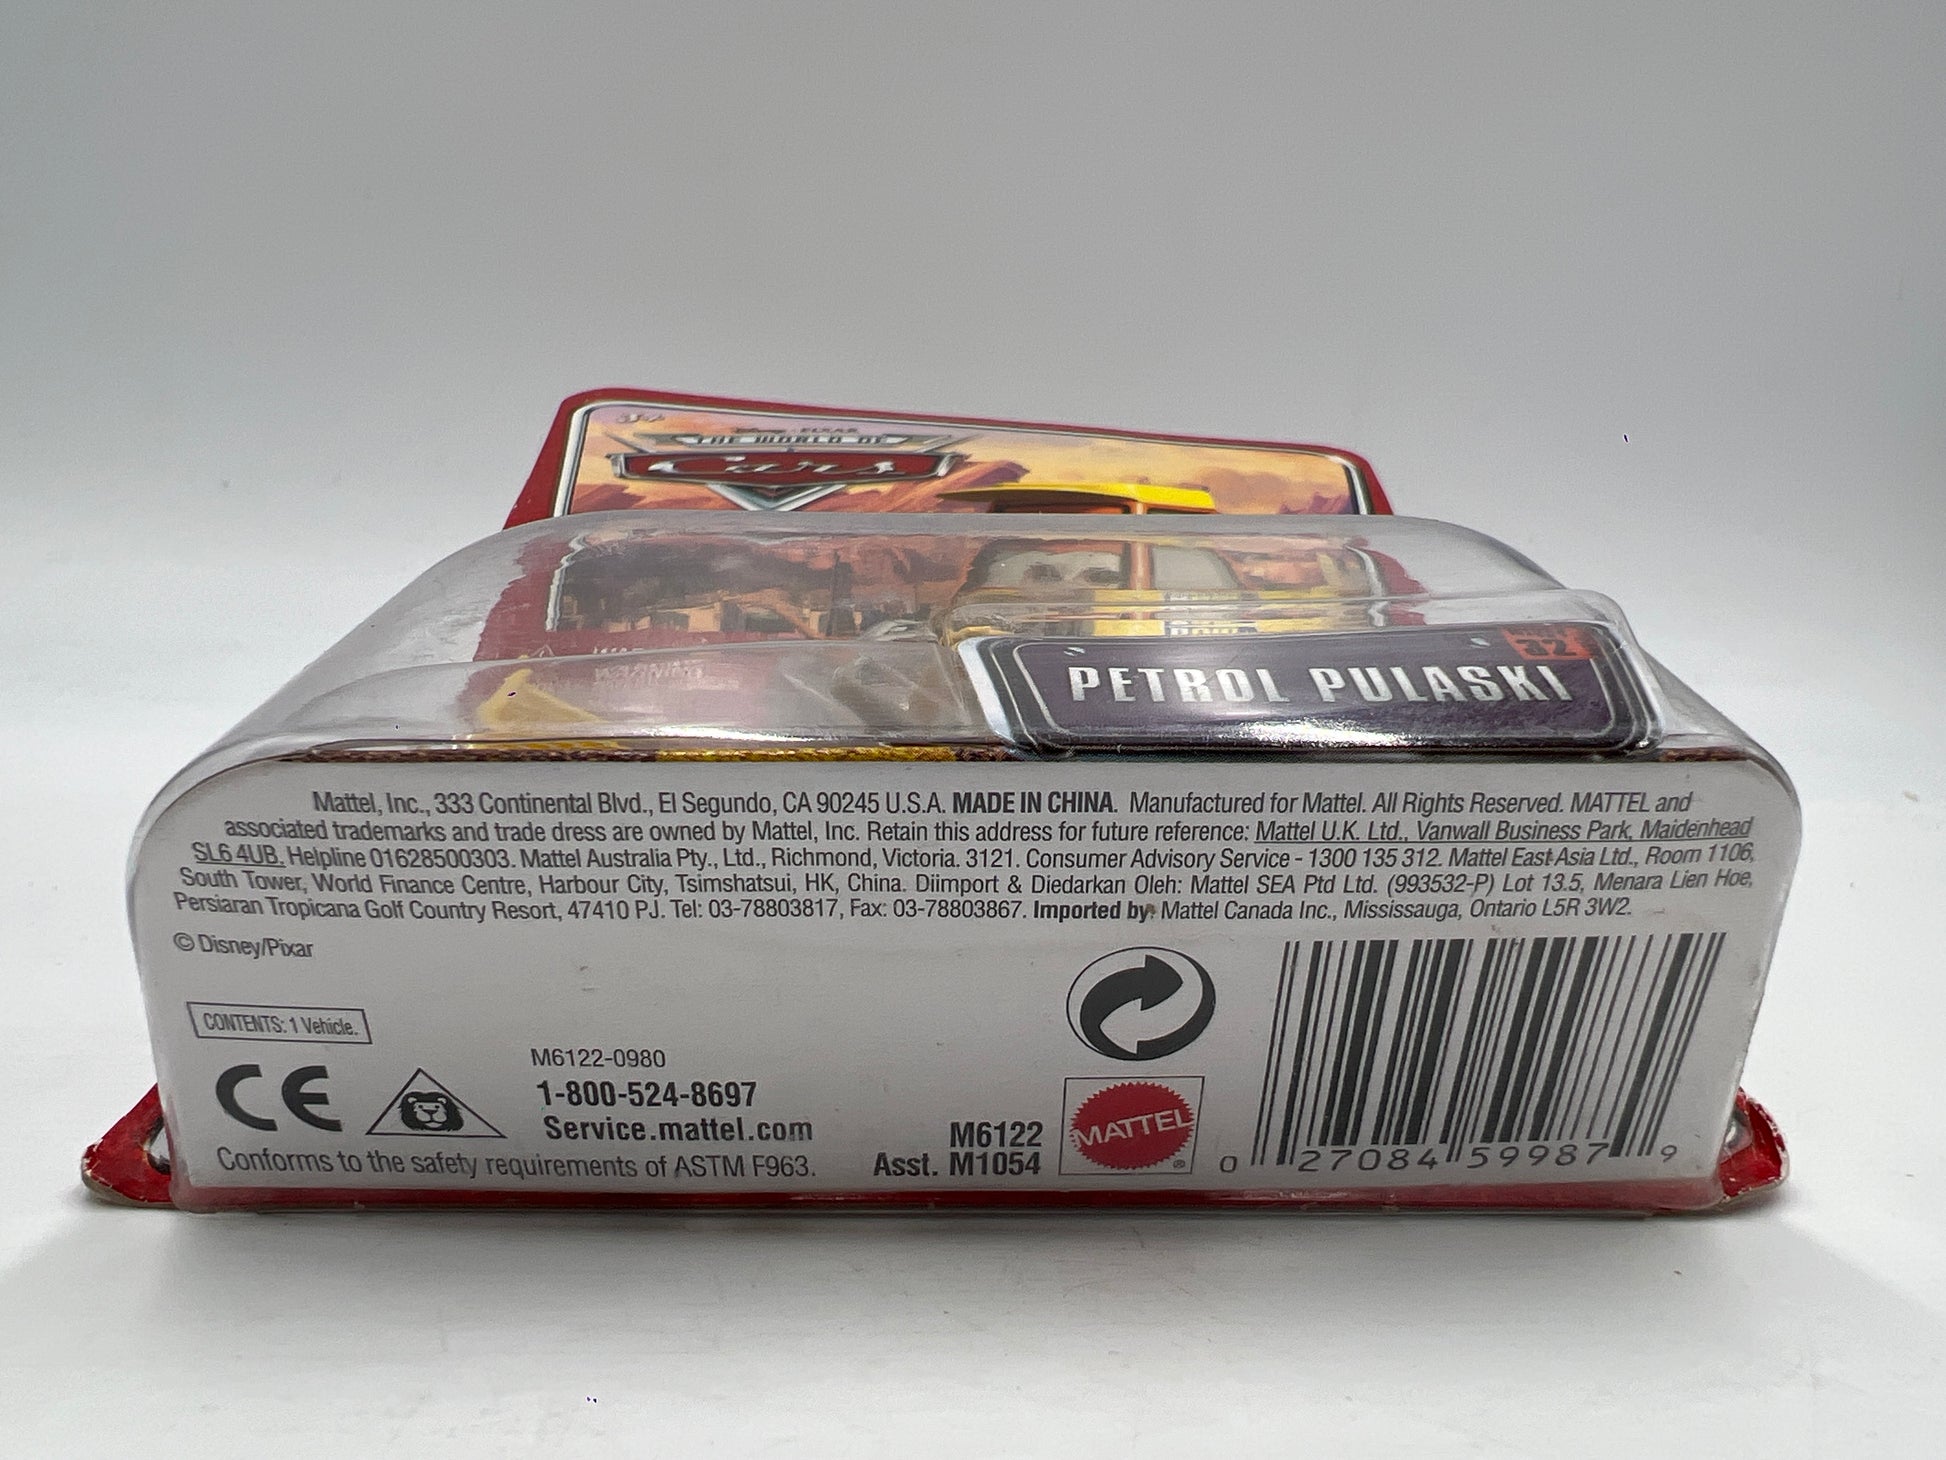 Disney · PIXAR
THE WORLD OF
Cars
WARNING
32
PETROL PULASKI
Mattel, Inc., 333 Continental Blvd., El Segundo, CA 90245 U.S.A. MADE IN CHINA. Manufactured for Mattel. All Rights Reserved. MATTEL and
associated trademarks and trade dress are owned by Mattel, Inc. Retain this address for future reference: Mattel U.K. Ltd., Vanwall Business Park, Maidenhead
SL6 4UB. Helpline 01628500303. Mattel Australia Pty., Ltd., Richmond, Victoria. 3121. Consumer Advisory Service - 1300 135 312. Mattel East Asia Ltd., Room 1106,
South Tower, World Finance Centre, Harbour City, Tsimshatsui, HK, China. Diimport & Diedarkan Oleh: Mattel SEA Ptd Ltd. (993532-P) Lot 13.5, Menara Lien Hoe,
Persiaran Tropicana Golf Country Resort, 47410 PJ. Tel: 03-78803817, Fax: 03-78803867. Imported by: Mattel Canada Inc., Mississauga, Ontario L5R 3W2.
© Disney/Pixar
CONTENTS: 1 Vehicle.
CE
M6122-0980
1-800-524-8697
Service.mattel.com
Conforms to the safety requirements of ASTM F963.
M6122
Asst. M1054
MATTEL®
0 27084 59987 9